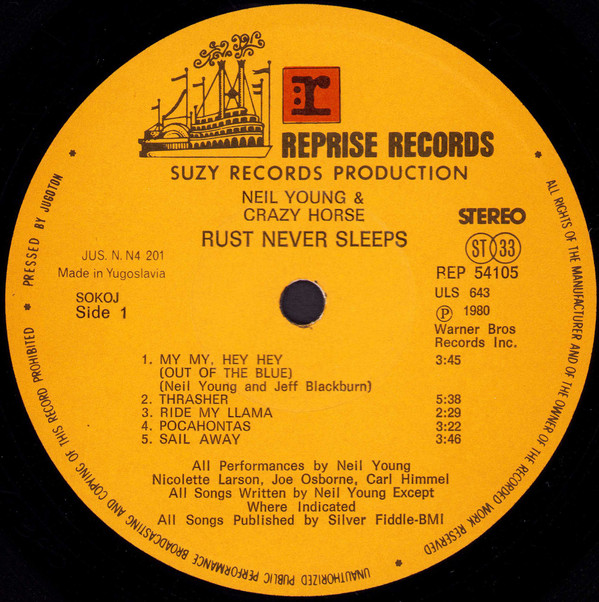 r
REPRISE RECORDS
SUZY RECORDS PRODUCTION
NEIL YOUNG &
CRAZY HORSE
RUST NEVER SLEEPS
STEREO
ST 33
JUS. N. N4 201
Made in Yugoslavia
REP 54105
SOKOJ
Side 1
ULS 643
Ⓟ 1980
Warner Bros
Records Inc.
1. MY MY, HEY HEY 3:45
(OUT OF THE BLUE)
(Neil Young and Jeff Blackburn)
2. THRASHER 5:38
3. RIDE MY LLAMA 2:29
4. POCAHONTAS 3:22
5. SAIL AWAY 3:46
All Performances by Neil Young
Nicolette Larson, Joe Osborne, Carl Himmel
All Songs Written by Neil Young Except
Where Indicated
All Songs Published by Silver Fiddle-BMI
* PRESSED BY JUGOTON * ALL RIGHTS OF THE MANUFACTURER AND OF THE OWNER OF THE RECORDED WORK RESERVED * UNAUTHORIZED PUBLIC PERFORMANCE BROADCASTING AND COPYING OF THIS RECORD PROHIBITED